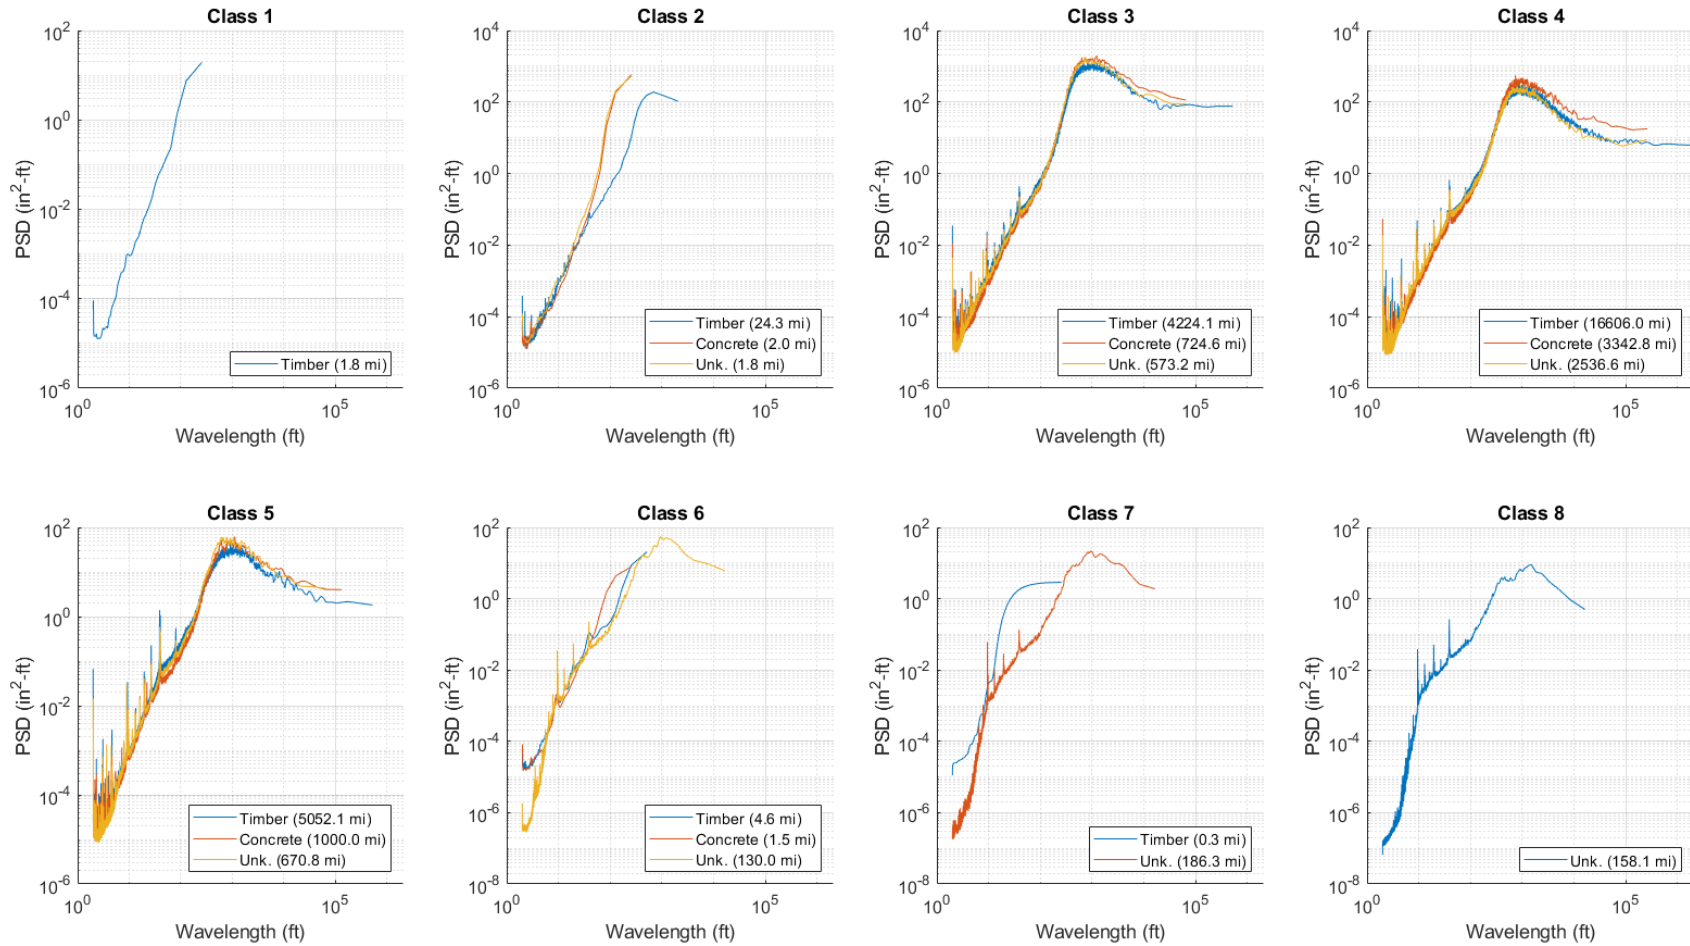 Class 1
10^2
10^0
10^-2
10^-4
10^-6
PSD (in^2-ft)
Timber (1.8 mi)
10^0
10^5
Wavelength (ft)
Class 2
10^4
10^2
10^0
10^-2
10^-4
10^-6
PSD (in^2-ft)
Timber (24.3 mi)
Concrete (2.0 mi)
Unk. (1.8 mi)
10^0
10^5
Wavelength (ft)
Class 3
10^4
10^2
10^0
10^-2
10^-4
10^-6
PSD (in^2-ft)
Timber (4224.1 mi)
Concrete (724.6 mi)
Unk. (573.2 mi)
10^0
10^5
Wavelength (ft)
Class 4
10^4
10^2
10^0
10^-2
10^-4
10^-6
PSD (in^2-ft)
Timber (16606.0 mi)
Concrete (3342.8 mi)
Unk. (2536.6 mi)
10^0
10^5
Wavelength (ft)
Class 5
10^2
10^0
10^-2
10^-4
10^-6
PSD (in^2-ft)
Timber (5052.1 mi)
Concrete (1000.0 mi)
Unk. (670.8 mi)
10^0
10^5
Wavelength (ft)
Class 6
10^2
10^0
10^-2
10^-4
10^-6
10^-8
PSD (in^2-ft)
Timber (4.6 mi)
Concrete (1.5 mi)
Unk. (130.0 mi)
10^0
10^5
Wavelength (ft)
Class 7
10^2
10^0
10^-2
10^-4
10^-6
10^-8
PSD (in^2-ft)
Timber (0.3 mi)
Unk. (186.3 mi)
10^0
10^5
Wavelength (ft)
Class 8
10^2
10^0
10^-2
10^-4
10^-6
10^-8
PSD (in^2-ft)
Unk. (158.1 mi)
10^0
10^5
Wavelength (ft)